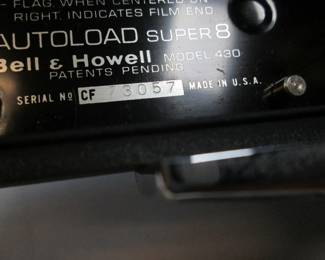 - FLAG. WHEN CENTERED ON
RIGHT, INDICATES FILM END.
AUTOLOAD SUPER 8
Bell & Howell MODEL 430
PATENTS PENDING
SERIAL NO CF 73057 MADE IN U.S.A.